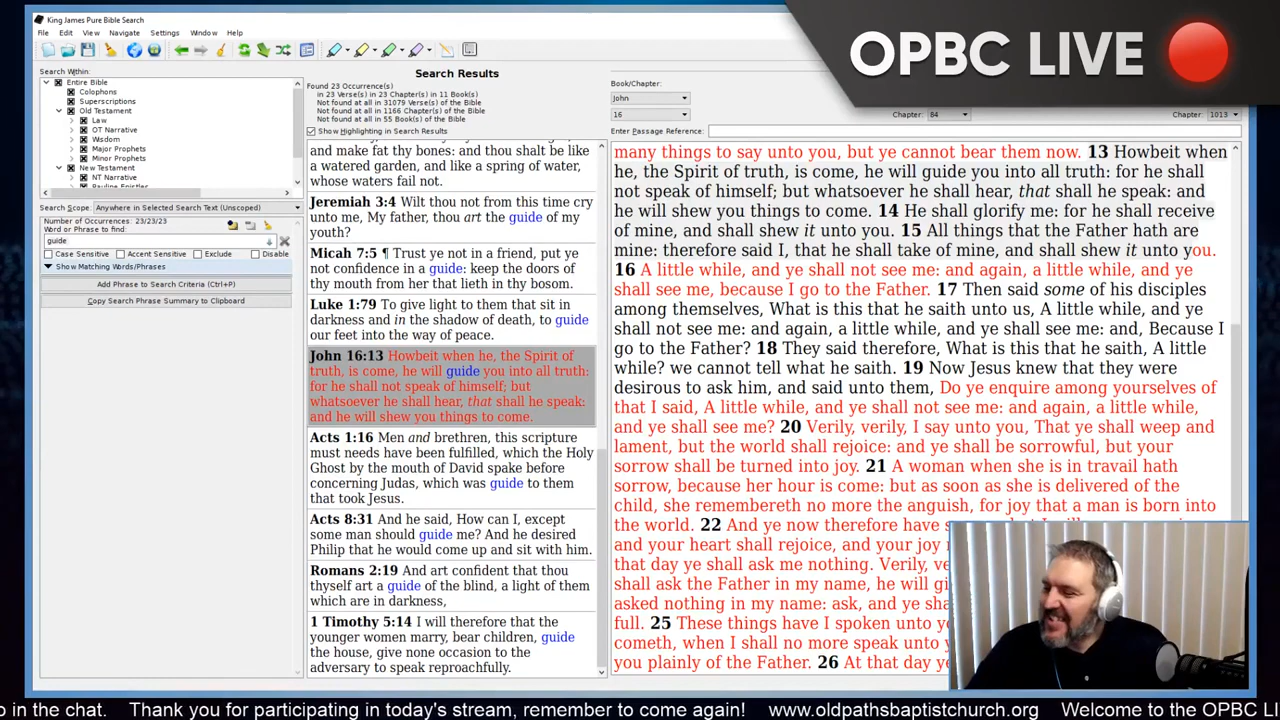 King James Pure Bible Search
OPBC LIVE
File Edit View Navigate Settings Window Help
Search Within:
Entire Bible
Colophons
Superscriptions
Old Testament
Law
OT Narrative
Wisdom
Major Prophets
Minor Prophets
New Testament
NT Narrative
Pauline Epistles
Search Scope: Anywhere in Selected Search Text (Unscoped)
Number of Occurrences: 23/23/23
Word or Phrase to find:
guide
Case Sensitive Accent Sensitive Exclude Disable
Show Matching Words/Phrases
Add Phrase to Search Criteria (Ctrl+P)
Copy Search Phrase Summary to Clipboard
Search Results
Found 23 Occurrence(s)
in 23 Verse(s) in 23 Chapter(s) in 11 Book(s)
Not found at all in 31079 Verse(s) of the Bible
Not found at all in 1166 Chapter(s) of the Bible
Not found at all in 55 Book(s) of the Bible
Show Highlighting in Search Results
and make fat thy bones: and thou shalt be like
a watered garden, and like a spring of water,
whose waters fail not.
Jeremiah 3:4 Wilt thou not from this time cry
unto me, My father, thou art the guide of my
youth?
Micah 7:5 ¶ Trust ye not in a friend, put ye
not confidence in a guide: keep the doors of
thy mouth from her that lieth in thy bosom.
Luke 1:79 To give light to them that sit in
darkness and in the shadow of death, to guide
our feet into the way of peace.
John 16:13 Howbeit when he, the Spirit of
truth, is come, he will guide you into all truth:
for he shall not speak of himself; but
whatsoever he shall hear, that shall he speak:
and he will shew you things to come.
Acts 1:16 Men and brethren, this scripture
must needs have been fulfilled, which the Holy
Ghost by the mouth of David spake before
concerning Judas, which was guide to them
that took Jesus.
Acts 8:31 And he said, How can I, except
some man should guide me? And he desired
Philip that he would come up and sit with him.
Romans 2:19 And art confident that thou
thyself art a guide of the blind, a light of them
which are in darkness,
1 Timothy 5:14 I will therefore that the
younger women marry, bear children, guide
the house, give none occasion to the
adversary to speak reproachfully.
Book/Chapter:
John
16
Chapter: 84
Chapter: 1013
Enter Passage Reference:
many things to say unto you, but ye cannot bear them now. 13 Howbeit when
he, the Spirit of truth, is come, he will guide you into all truth: for he shall
not speak of himself; but whatsoever he shall hear, that shall he speak: and
he will shew you things to come. 14 He shall glorify me: for he shall receive
of mine, and shall shew it unto you. 15 All things that the Father hath are
mine: therefore said I, that he shall take of mine, and shall shew it unto you.
16 A little while, and ye shall not see me: and again, a little while, and ye
shall see me, because I go to the Father. 17 Then said some of his disciples
among themselves, What is this that he saith unto us, A little while, and ye
shall not see me: and again, a little while, and ye shall see me: and, Because I
go to the Father? 18 They said therefore, What is this that he saith, A little
while? we cannot tell what he saith. 19 Now Jesus knew that they were
desirous to ask him, and said unto them, Do ye enquire among yourselves of
that I said, A little while, and ye shall not see me: and again, a little while,
and ye shall see me? 20 Verily, verily, I say unto you, That ye shall weep and
lament, but the world shall rejoice: and ye shall be sorrowful, but your
sorrow shall be turned into joy. 21 A woman when she is in travail hath
sorrow, because her hour is come: but as soon as she is delivered of the
child, she remembereth no more the anguish, for joy that a man is born into
the world. 22 And ye now therefore have
and your heart shall rejoice, and your joy
that day ye shall ask me nothing. Verily, ve
shall ask the Father in my name, he will gi
asked nothing in my name: ask, and ye sha
full. 25 These things have I spoken unto yo
cometh, when I shall no more speak unto y
you plainly of the Father. 26 At that day ye
o in the chat. Thank you for participating in today's stream, remember to come again! www.oldpathsbaptistchurch.org Welcome to the OPBC LI